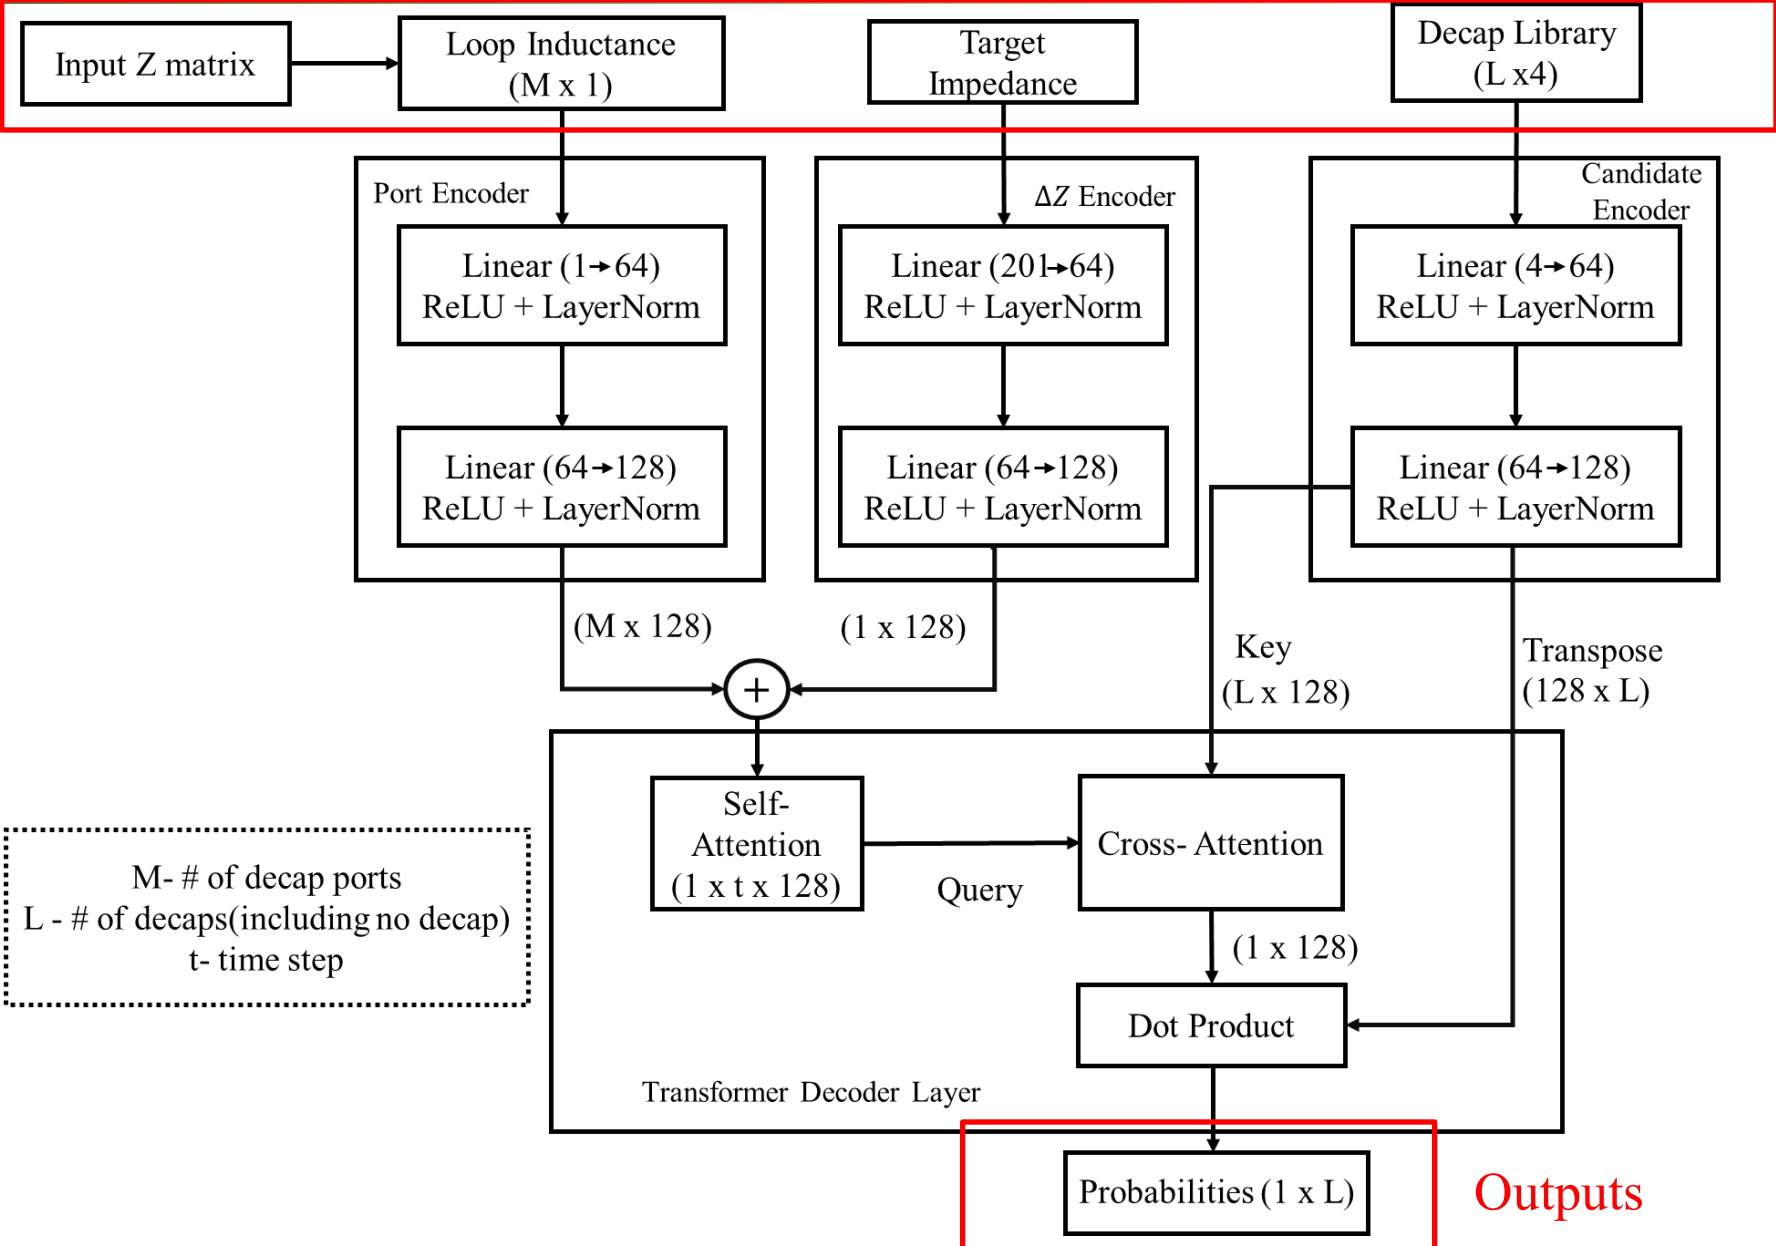 Input Z matrix
Loop Inductance
(M x 1)
Target
Impedance
Decap Library
(L x4)
Port Encoder
Linear (1→64)
ReLU + LayerNorm
Linear (64→128)
ReLU + LayerNorm
ΔZ Encoder
Linear (201→64)
ReLU + LayerNorm
Linear (64→128)
ReLU + LayerNorm
Candidate
Encoder
Linear (4→64)
ReLU + LayerNorm
Linear (64→128)
ReLU + LayerNorm
(M x 128)
(1 x 128)
+
Key
(L x 128)
Transpose
(128 x L)
Self-
Attention
(1 x t x 128)
Query
Cross- Attention
(1 x 128)
Dot Product
Transformer Decoder Layer
M- # of decap ports
L - # of decaps(including no decap)
t- time step
Probabilities (1 x L)
Outputs